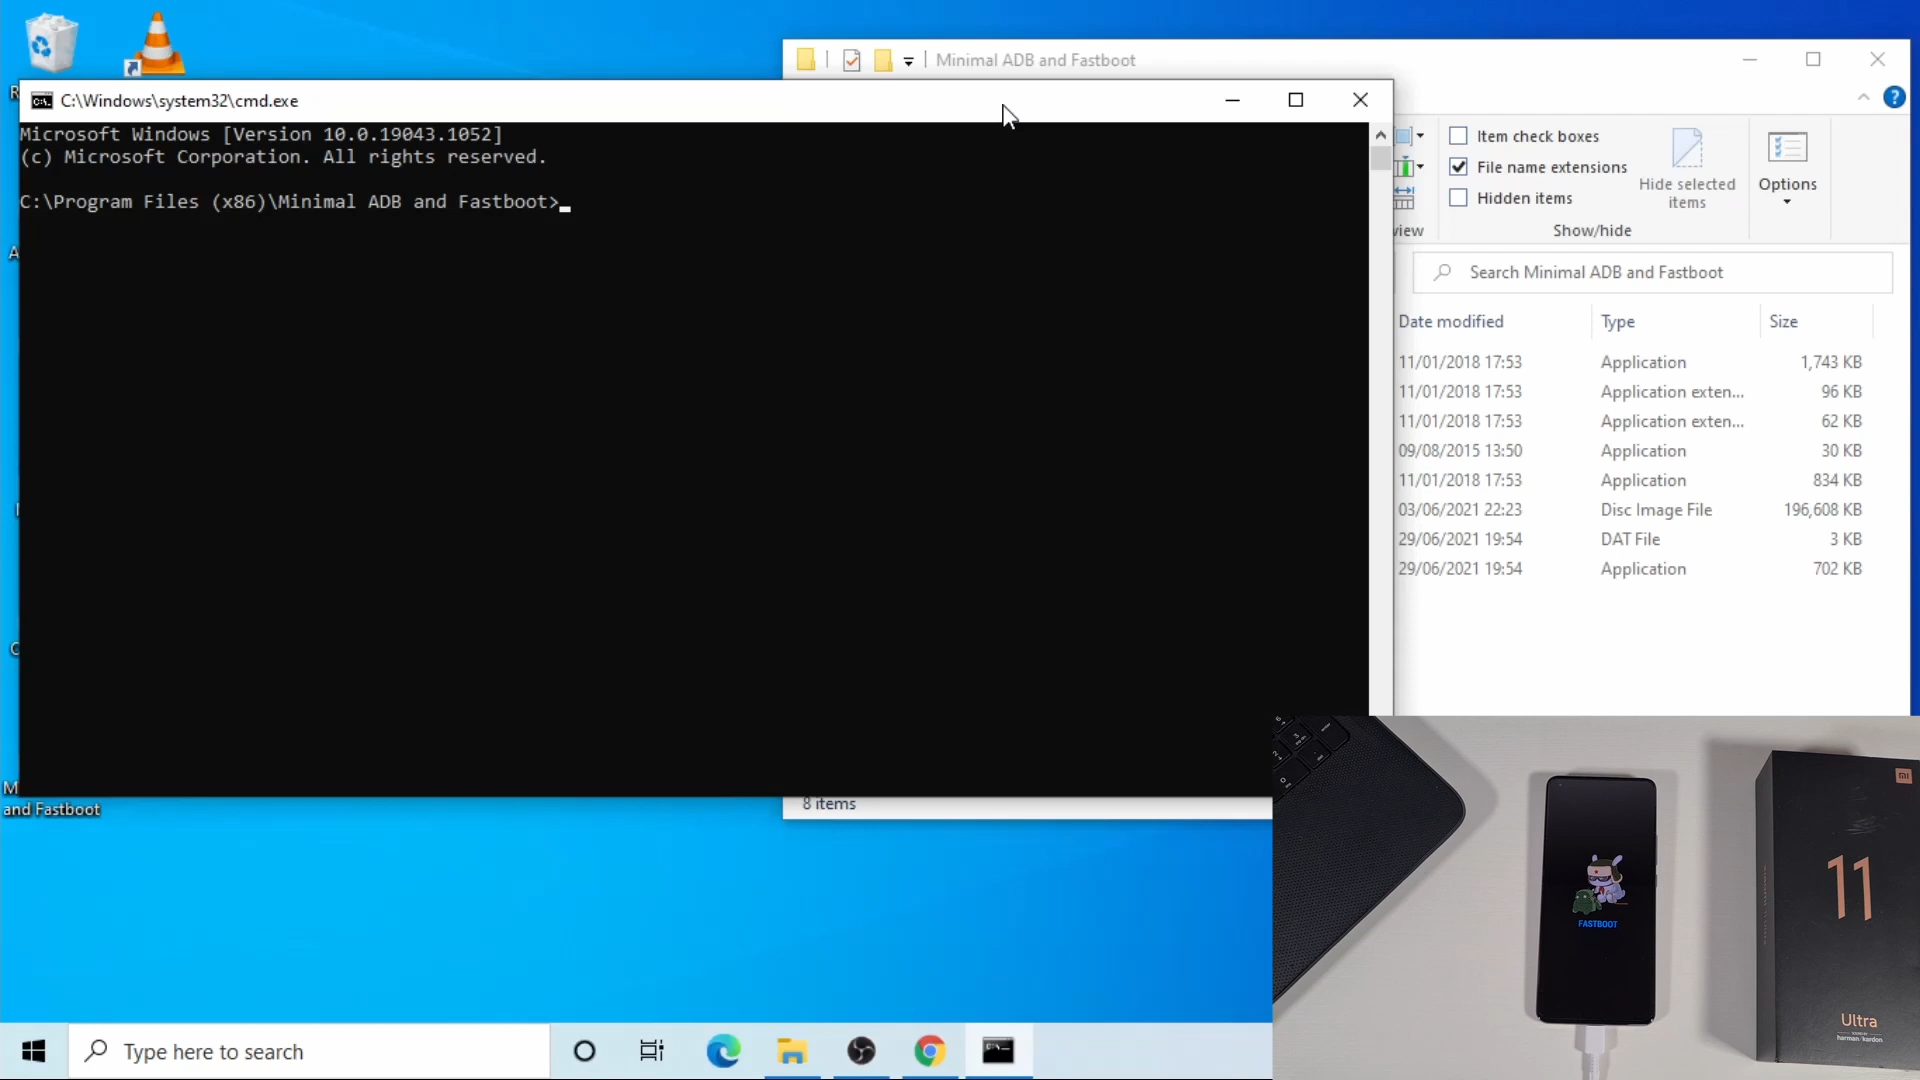 Minimal ADB and Fastboot
C:\Windows\system32\cmd.exe
Microsoft Windows [Version 10.0.19043.1052]
(c) Microsoft Corporation. All rights reserved.
C:\Program Files (x86)\Minimal ADB and Fastboot>
Item check boxes
File name extensions
Hidden items
Hide selected
items
Options
Show/hide
Search Minimal ADB and Fastboot
Date modified Type Size
11/01/2018 17:53 Application 1,743 KB
11/01/2018 17:53 Application exten... 96 KB
11/01/2018 17:53 Application exten... 62 KB
09/08/2015 13:50 Application 30 KB
11/01/2018 17:53 Application 834 KB
03/06/2021 22:23 Disc Image File 196,608 KB
29/06/2021 19:54 DAT File 3 KB
29/06/2021 19:54 Application 702 KB
and Fastboot
8 items
FASTBOOT
11
Ultra
harman/kardon
Type here to search